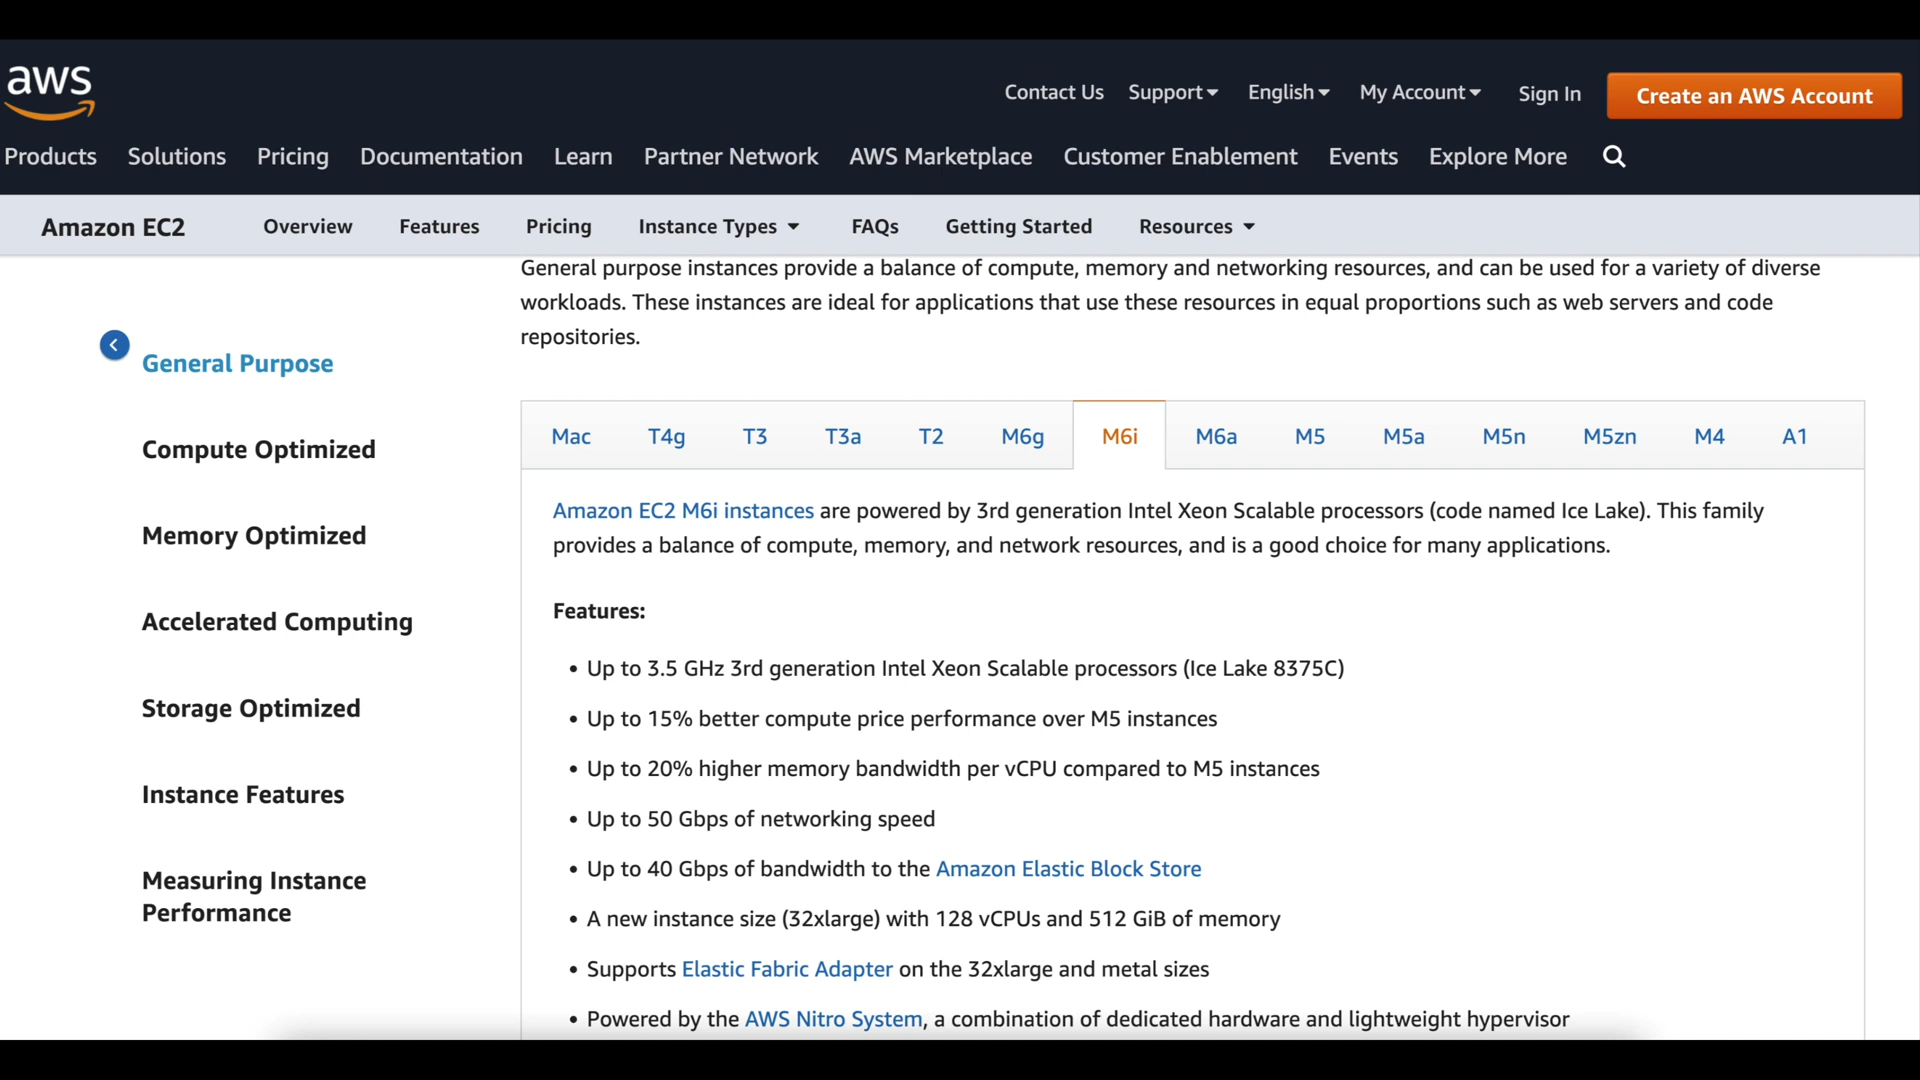 aws
Contact Us Support English My Account Sign In Create an AWS Account
Products Solutions Pricing Documentation Learn Partner Network AWS Marketplace Customer Enablement Events Explore More
Amazon EC2 Overview Features Pricing Instance Types FAQs Getting Started Resources
General purpose instances provide a balance of compute, memory and networking resources, and can be used for a variety of diverse
workloads. These instances are ideal for applications that use these resources in equal proportions such as web servers and code
repositories.
General Purpose
Compute Optimized
Memory Optimized
Accelerated Computing
Storage Optimized
Instance Features
Measuring Instance
Performance
Mac T4g T3 T3a T2 M6g M6i M6a M5 M5a M5n M5zn M4 A1
Amazon EC2 M6i instances are powered by 3rd generation Intel Xeon Scalable processors (code named Ice Lake). This family
provides a balance of compute, memory, and network resources, and is a good choice for many applications.
Features:
• Up to 3.5 GHz 3rd generation Intel Xeon Scalable processors (Ice Lake 8375C)
• Up to 15% better compute price performance over M5 instances
• Up to 20% higher memory bandwidth per vCPU compared to M5 instances
• Up to 50 Gbps of networking speed
• Up to 40 Gbps of bandwidth to the Amazon Elastic Block Store
• A new instance size (32xlarge) with 128 vCPUs and 512 GiB of memory
• Supports Elastic Fabric Adapter on the 32xlarge and metal sizes
• Powered by the AWS Nitro System, a combination of dedicated hardware and lightweight hypervisor